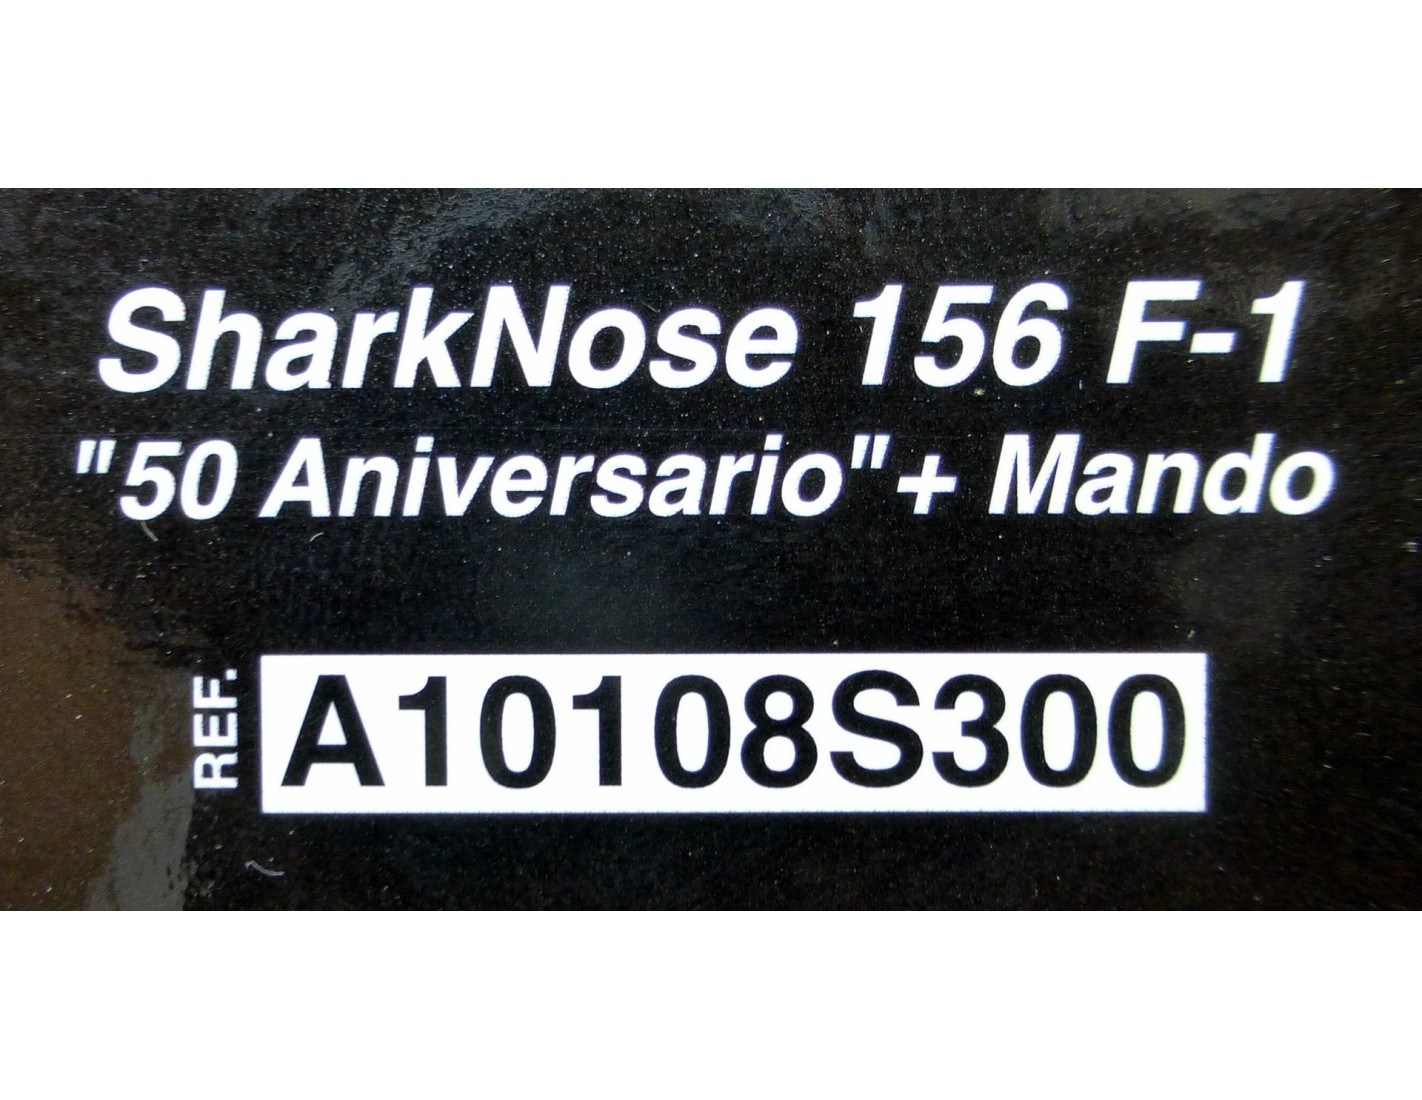 SharkNose 156 F-1
"50 Aniversario" + Mando
REF. A10108S300